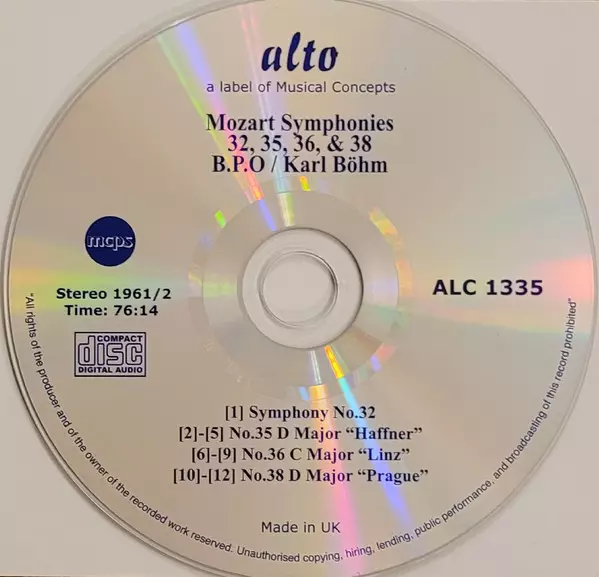 alto
a label of Musical Concepts
Mozart Symphonies
32, 35, 36, & 38
B.P.O / Karl Böhm
mcps
Stereo 1961/2
Time: 76:14
ALC 1335
COMPACT
disc
DIGITAL AUDIO
[1] Symphony No.32
[2]-[5] No.35 D Major “Haffner”
[6]-[9] No.36 C Major “Linz”
[10]-[12] No.38 D Major “Prague”
Made in UK
"All rights of the producer and of the owner of the recorded work reserved. Unauthorised copying, hiring, lending, public performance, and broadcasting of this record prohibited"